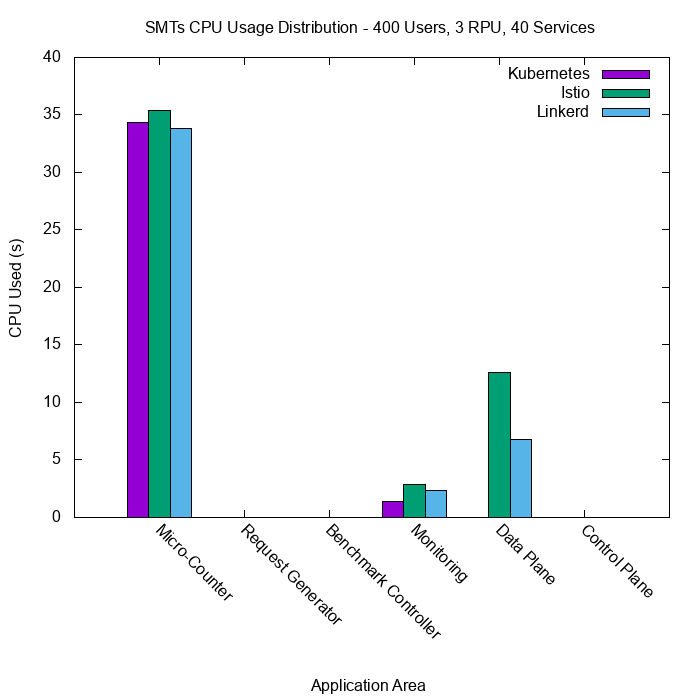 SMTs CPU Usage Distribution - 400 Users, 3 RPU, 40 Services
Kubernetes
Istio
Linkerd
40
35
30
25
20
15
10
5
0
CPU Used (s)
Micro-Counter
Request Generator
Benchmark Controller
Monitoring
Data Plane
Control Plane
Application Area